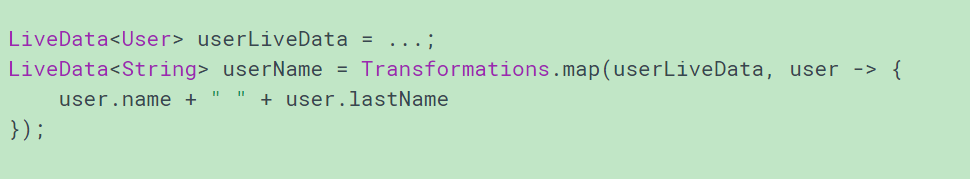 LiveData<User> userLiveData = ...;
LiveData<String> userName = Transformations.map(userLiveData, user -> {
    user.name + " " + user.lastName
});